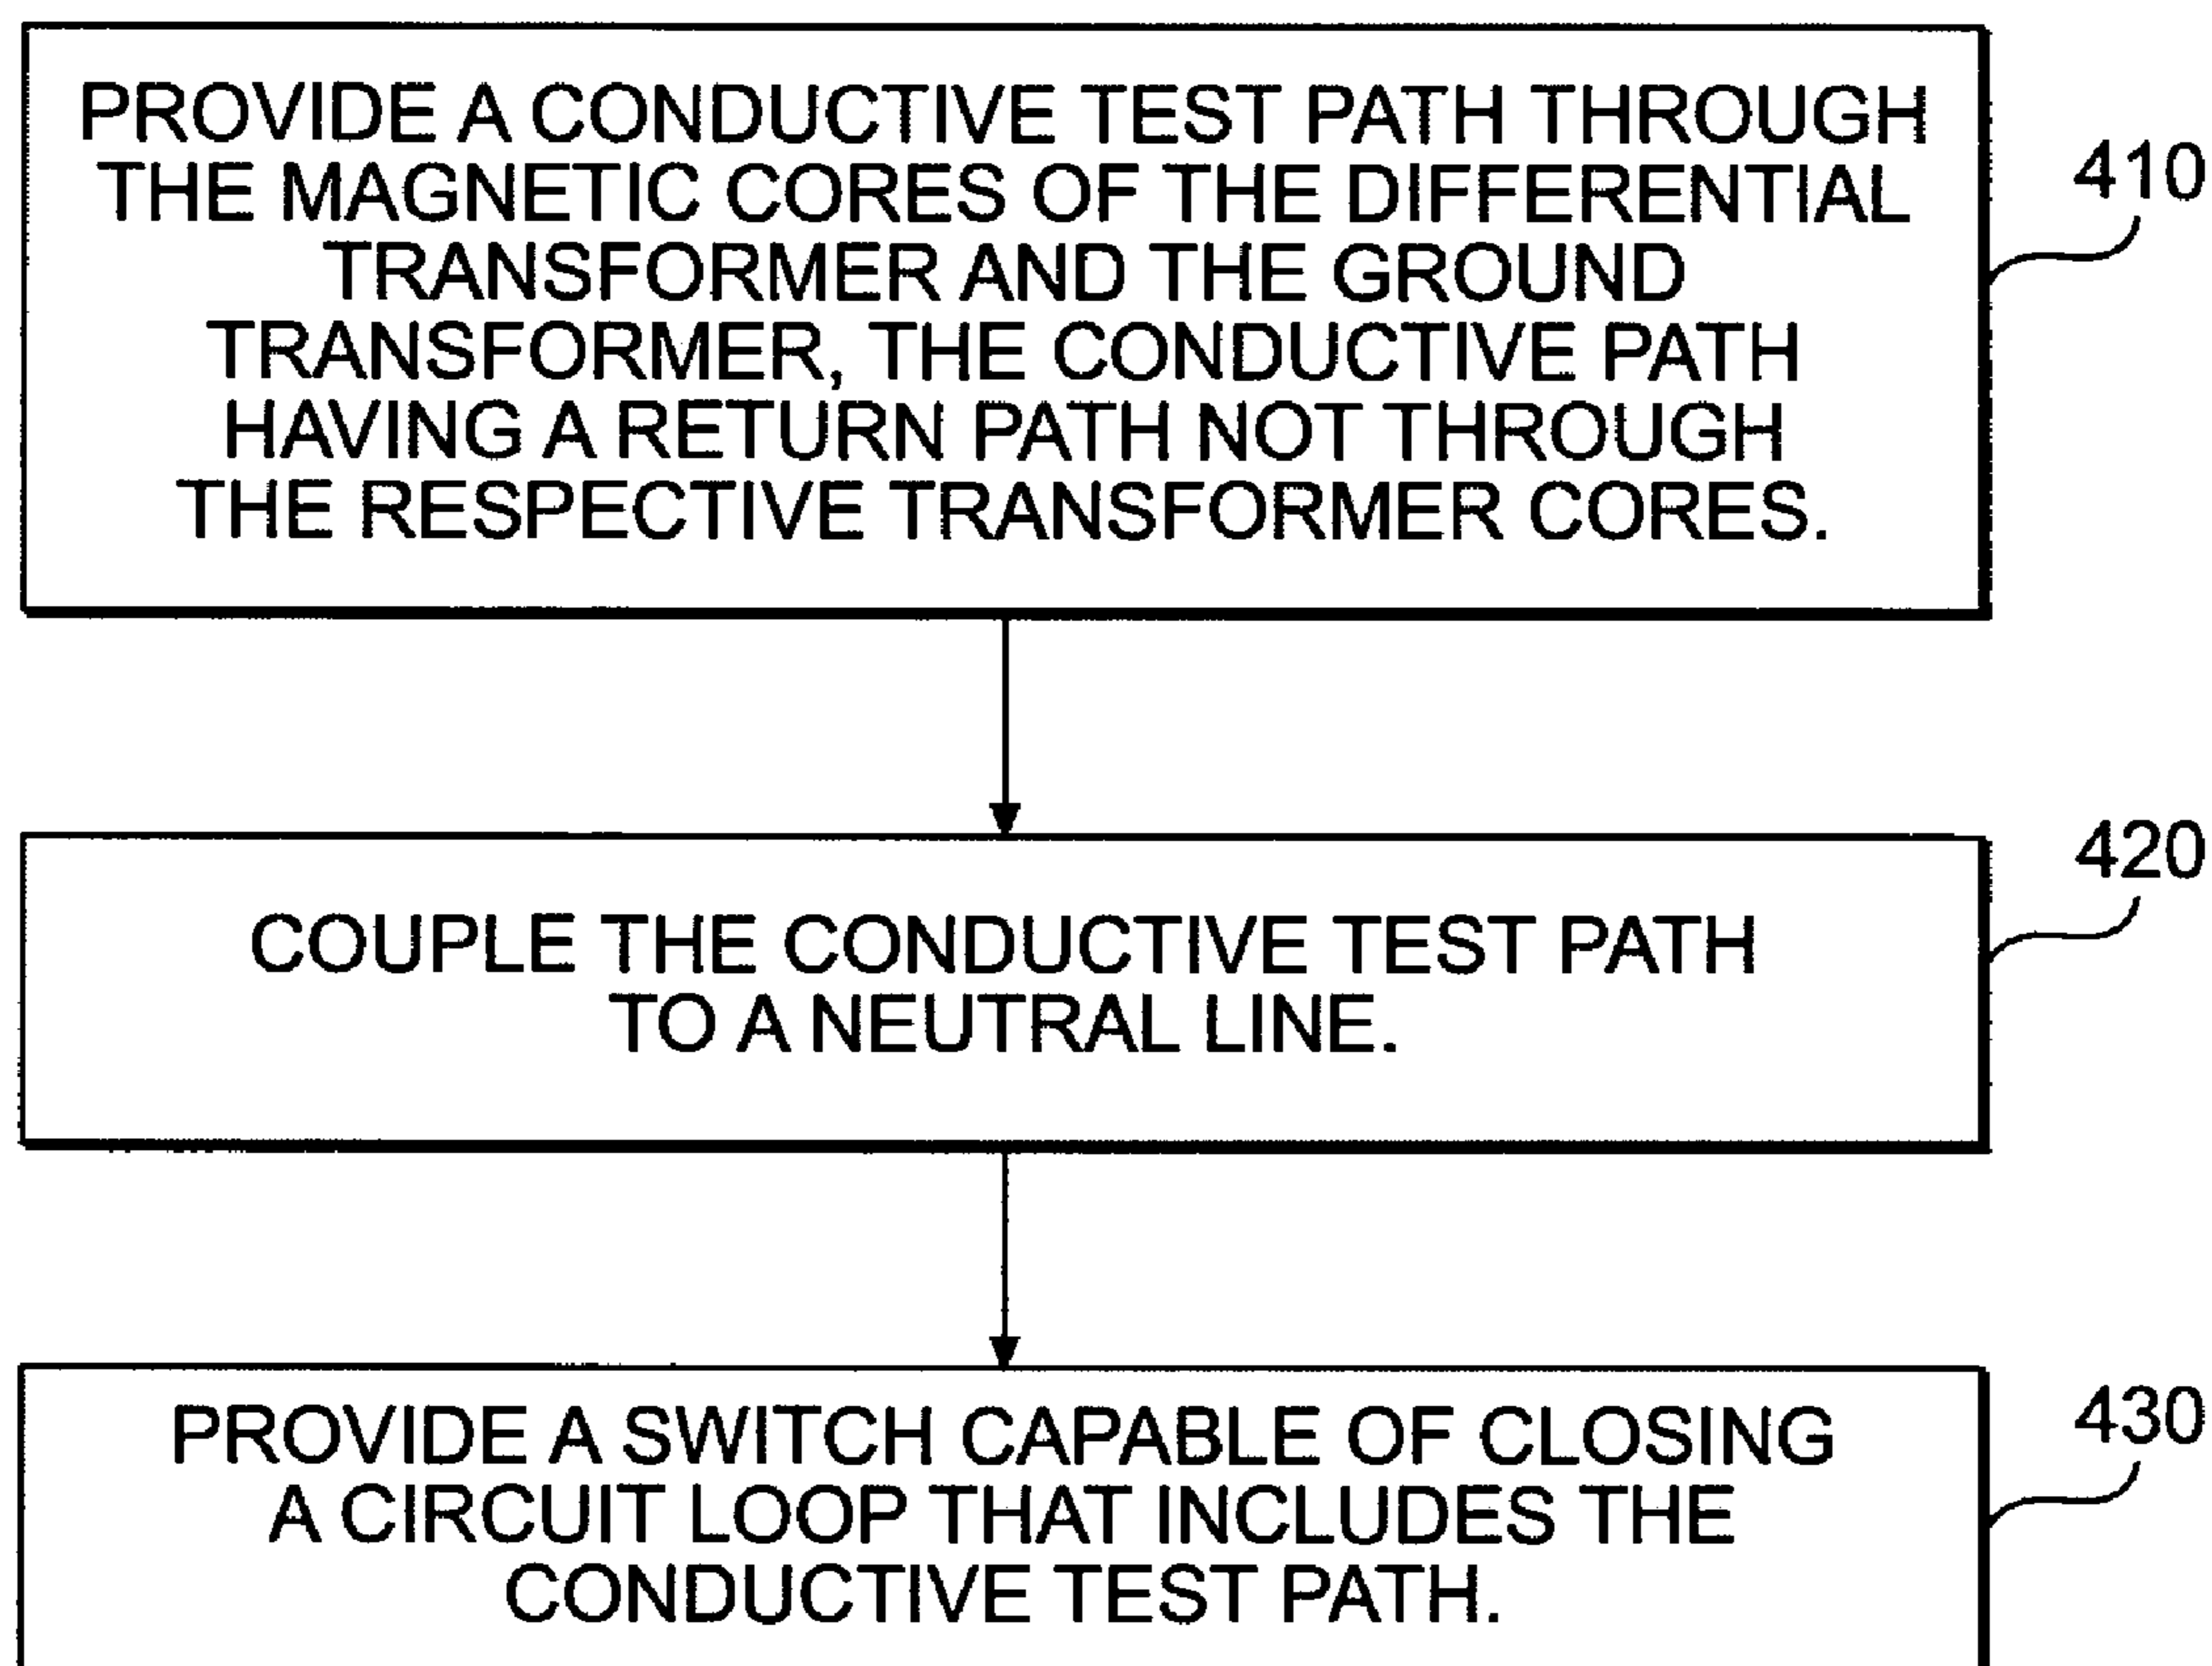 PROVIDE A CONDUCTIVE TEST PATH THROUGH
THE MAGNETIC CORES OF THE DIFFERENTIAL
TRANSFORMER AND THE GROUND
TRANSFORMER, THE CONDUCTIVE PATH
HAVING A RETURN PATH NOT THROUGH
THE RESPECTIVE TRANSFORMER CORES.
410
COUPLE THE CONDUCTIVE TEST PATH
TO A NEUTRAL LINE.
420
PROVIDE A SWITCH CAPABLE OF CLOSING
A CIRCUIT LOOP THAT INCLUDES THE
CONDUCTIVE TEST PATH.
430